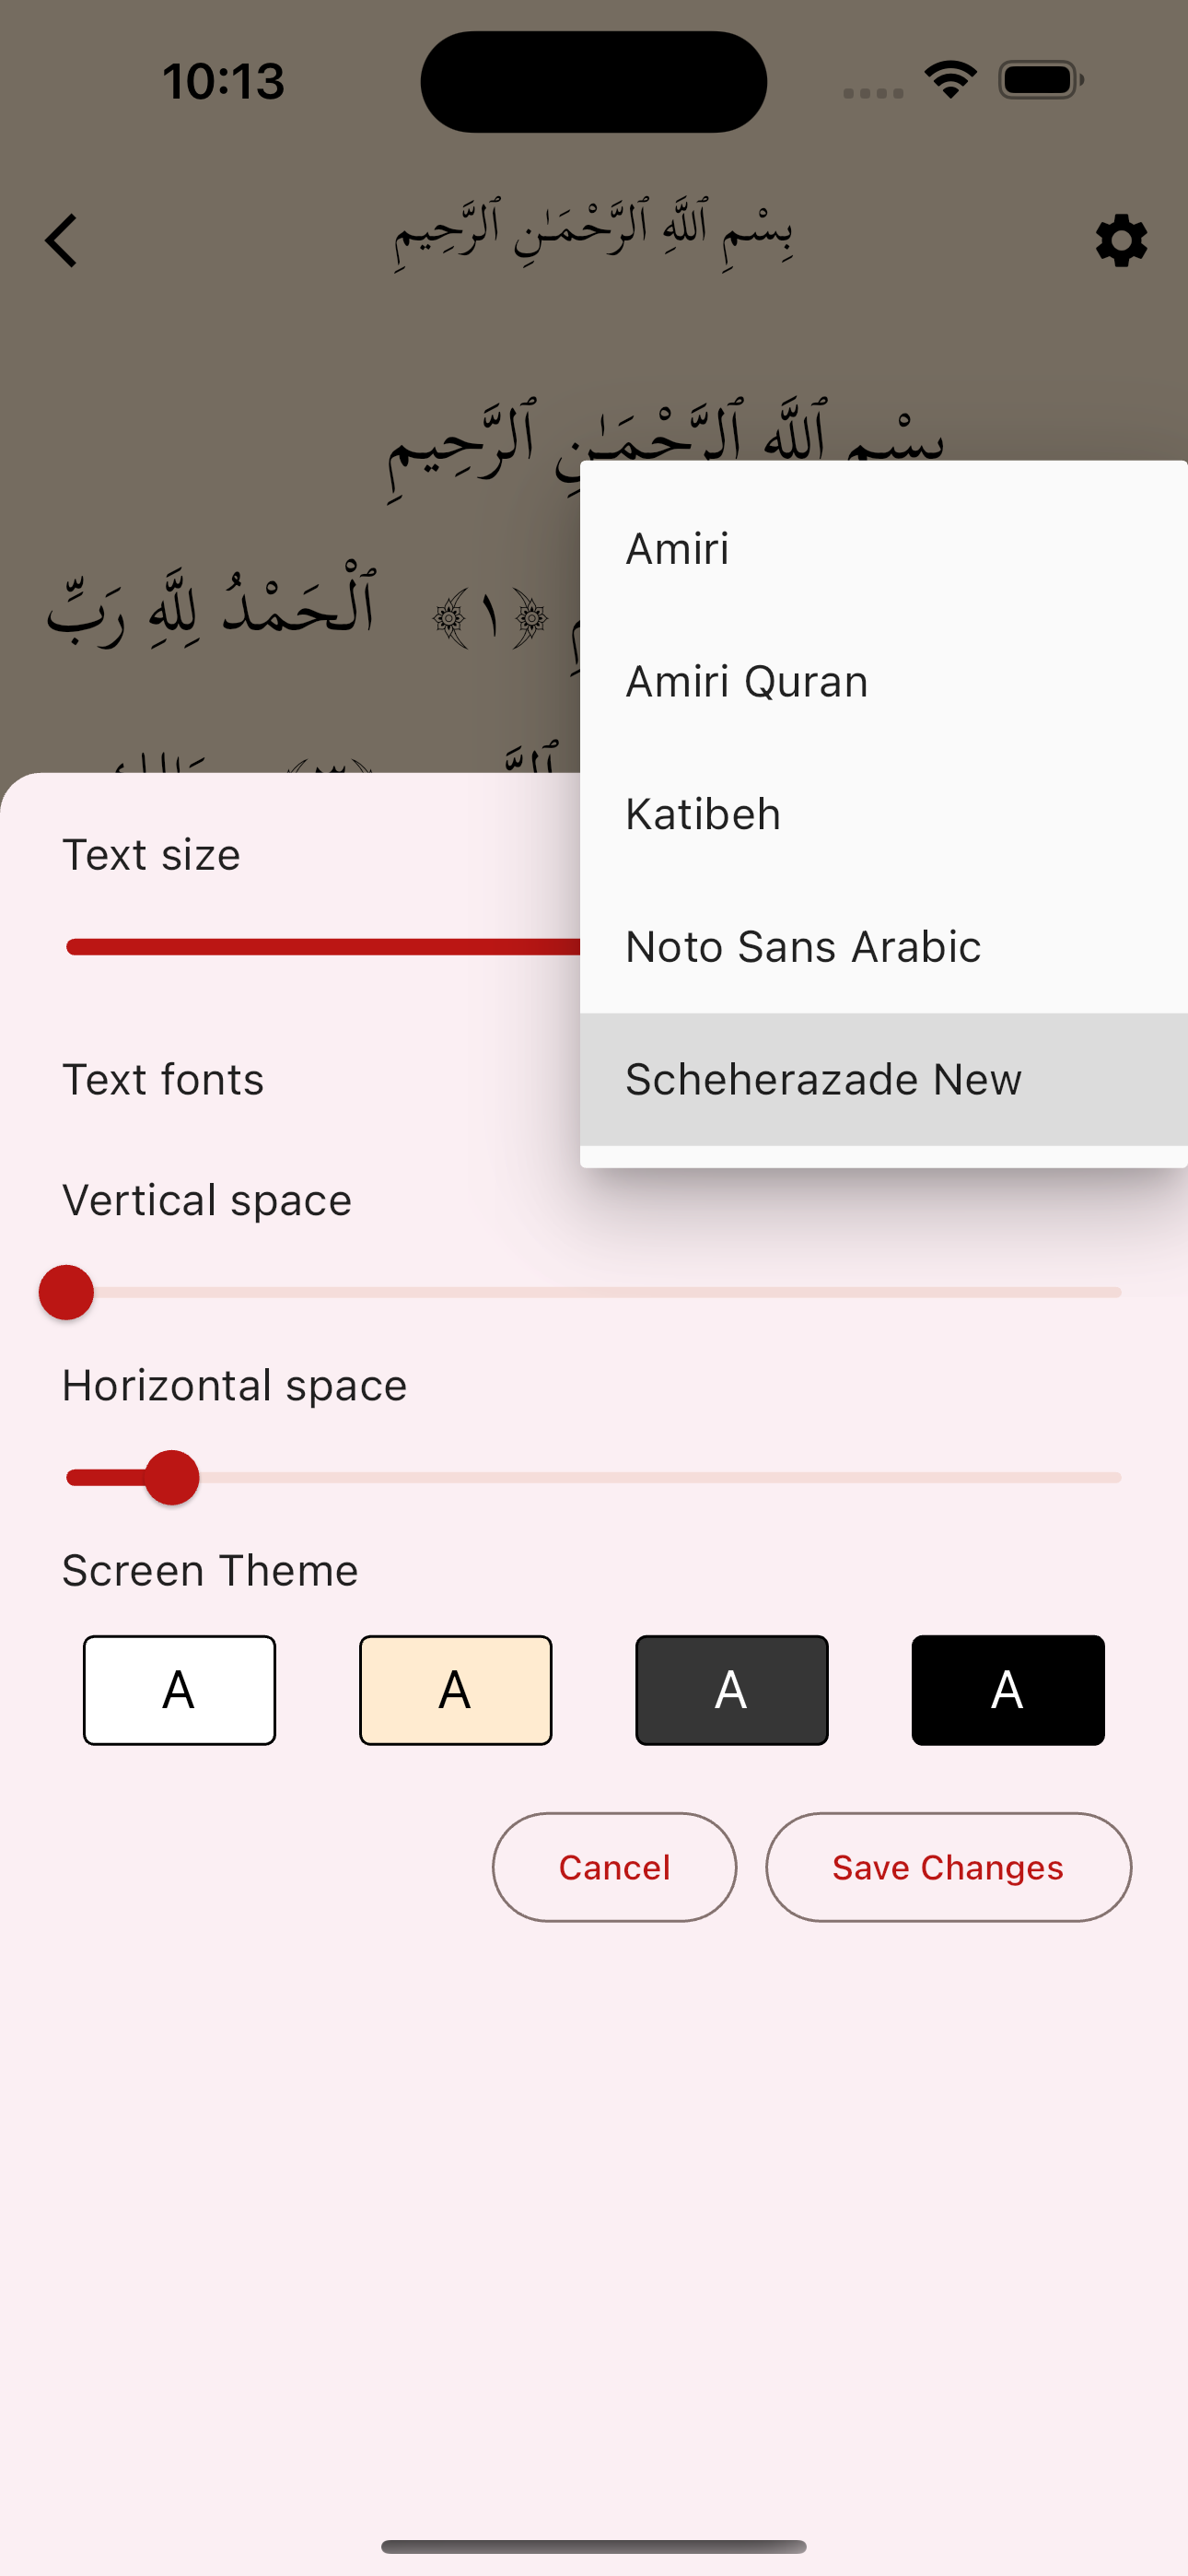 10:13
بِسْمِ ٱللَّهِ ٱلرَّحْمَـٰنِ ٱلرَّحِيمِ
بِسْمِ ٱللَّهِ ٱلرَّحْمَـٰنِ ٱلرَّحِيمِ
﴿١﴾ ٱلْحَمْدُ لِلَّهِ رَبِّ
Amiri
Amiri Quran
Katibeh
Noto Sans Arabic
Scheherazade New
Text size
Text fonts
Vertical space
Horizontal space
Screen Theme
A A A A
Cancel Save Changes